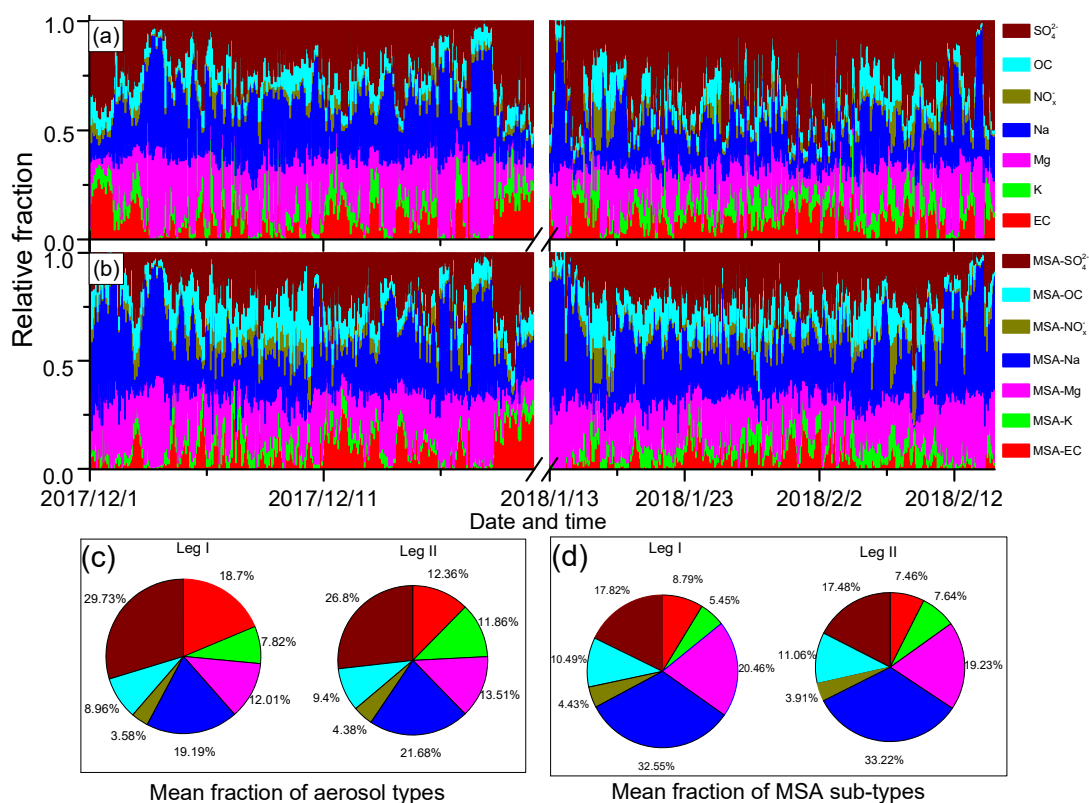 Relative fraction
(a)
1.0
0.5
0.0
SO₄²⁻
OC
NOₓ⁻
Na
Mg
K
EC
(b)
1.0
0.5
0.0
MSA-SO₄²⁻
MSA-OC
MSA-NOₓ⁻
MSA-Na
MSA-Mg
MSA-K
MSA-EC
2017/12/1 2017/12/11 2018/1/13 2018/1/23 2018/2/2 2018/2/12
Date and time
(c)
Leg I
29.73%
18.7%
7.82%
12.01%
19.19%
3.58%
8.96%
Leg II
26.8%
12.36%
11.86%
13.51%
21.68%
4.38%
9.4%
Mean fraction of aerosol types
(d)
Leg I
17.82%
8.79%
5.45%
20.46%
32.55%
4.43%
10.49%
Leg II
17.48%
7.46%
7.64%
19.23%
33.22%
3.91%
11.06%
Mean fraction of MSA sub-types